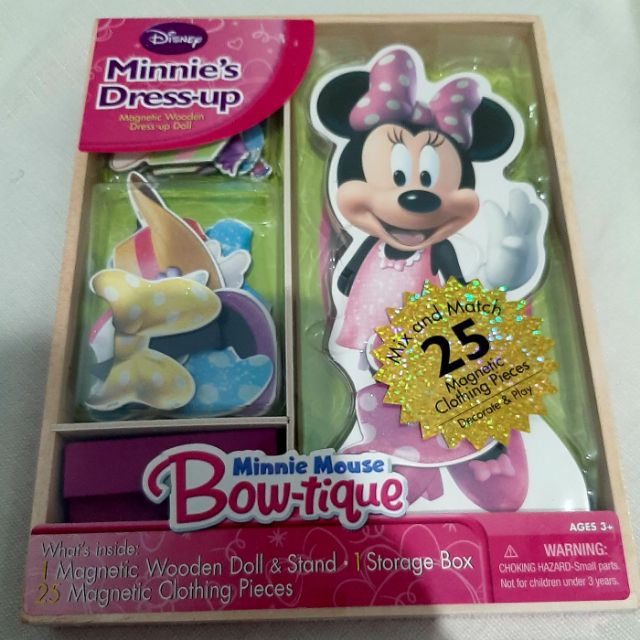 Disney
Minnie's
Dress-up
Magnetic Wooden
Dress-up Doll
Mix and Match
25
Magnetic
Clothing Pieces
Decorate & Play
Minnie Mouse
Bow-tique
What's inside:
1 Magnetic Wooden Doll & Stand · 1 Storage Box
25 Magnetic Clothing Pieces
AGES 3+
WARNING:
CHOKING HAZARD-Small parts.
Not for children under 3 years.